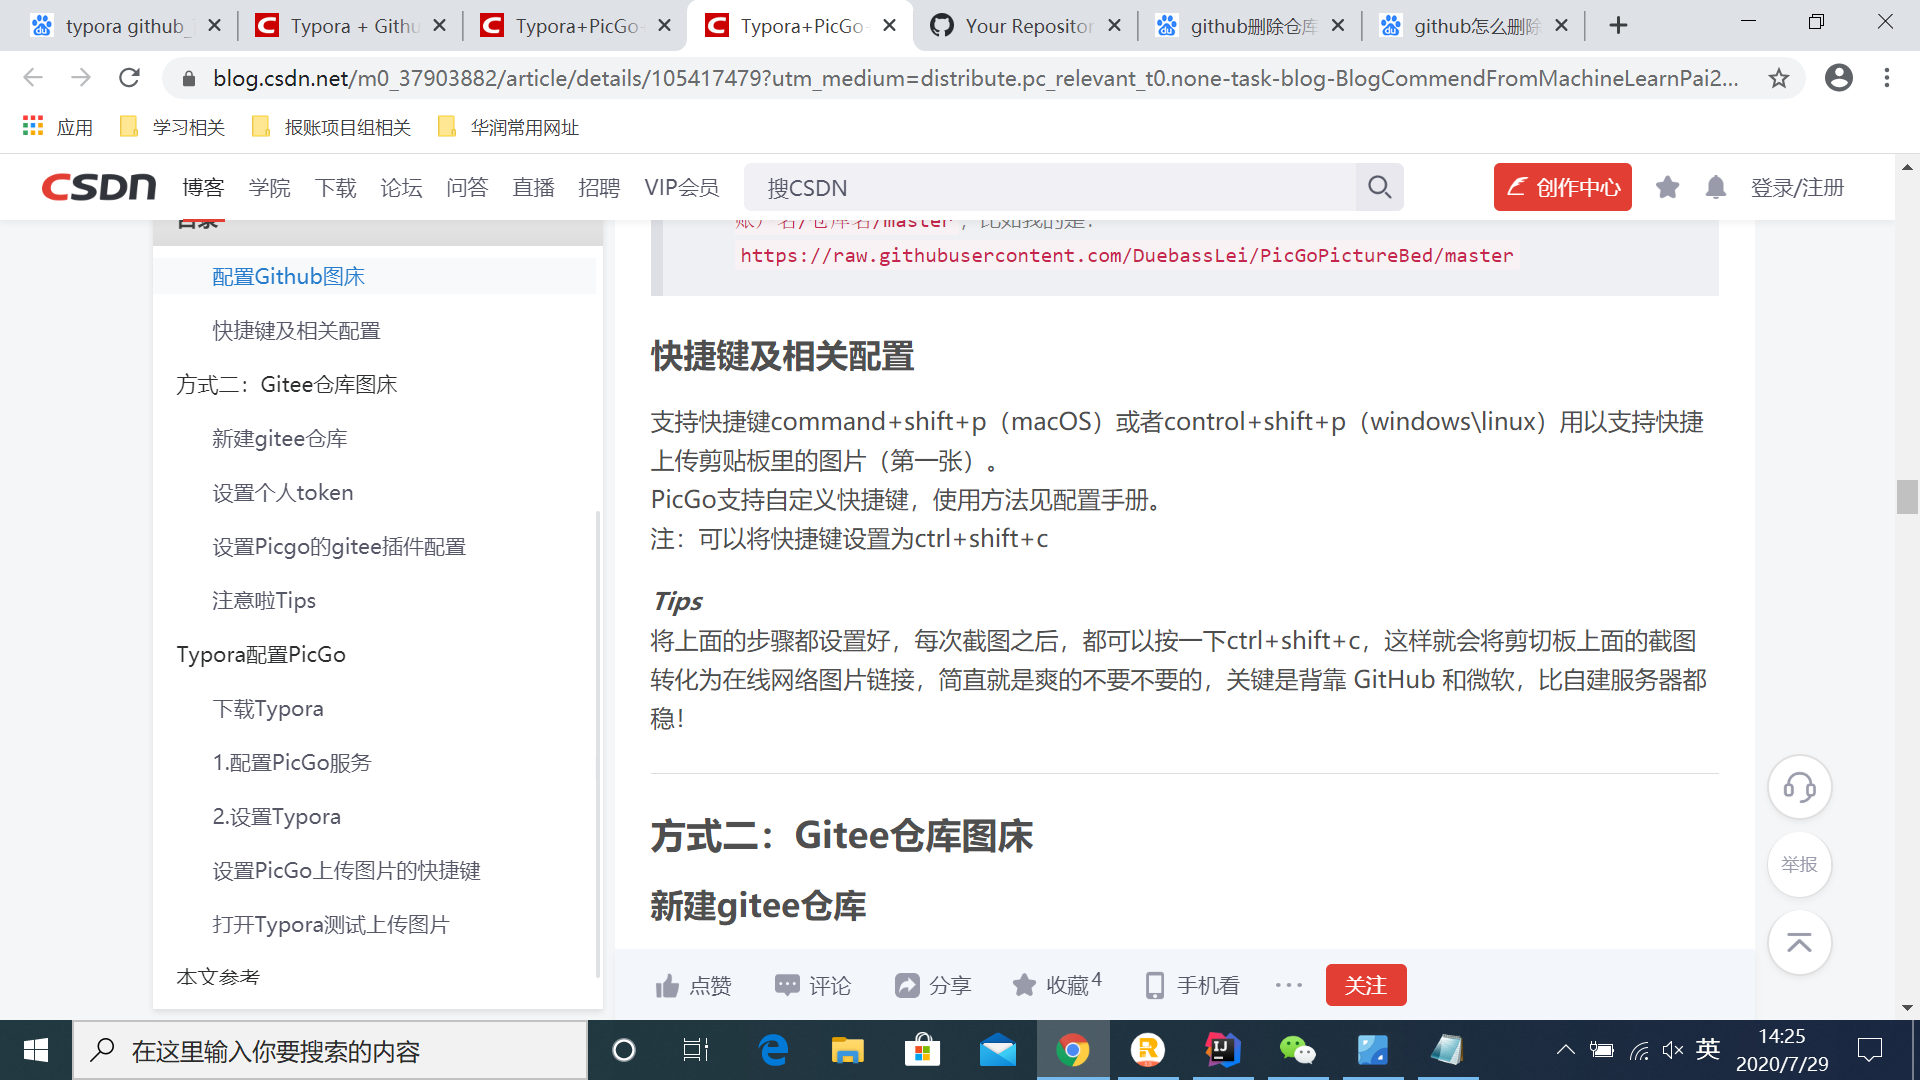 typora github_
Typora + Githu
Typora+PicGo-
Typora+PicGo-
Your Repositor
github删除仓库
github怎么删除
blog.csdn.net/m0_37903882/article/details/105417479?utm_medium=distribute.pc_relevant_t0.none-task-blog-BlogCommendFromMachineLearnPai2...
应用
学习相关
报账项目组相关
华润常用网址
CSDN
博客
学院
下载
论坛
问答
直播
招聘
VIP会员
搜CSDN
创作中心
登录/注册
目录
配置Github图床
快捷键及相关配置
方式二：Gitee仓库图床
新建gitee仓库
设置个人token
设置Picgo的gitee插件配置
注意啦Tips
Typora配置PicGo
下载Typora
1.配置PicGo服务
2.设置Typora
设置PicGo上传图片的快捷键
打开Typora测试上传图片
本文参考
账户名/仓库名/master，比如我的是：
https://raw.githubusercontent.com/DuebassLei/PicGoPictureBed/master
快捷键及相关配置
支持快捷键command+shift+p（macOS）或者control+shift+p（windows\linux）用以支持快捷
上传剪贴板里的图片（第一张）。
PicGo支持自定义快捷键，使用方法见配置手册。
注：可以将快捷键设置为ctrl+shift+c
Tips
将上面的步骤都设置好，每次截图之后，都可以按一下ctrl+shift+c，这样就会将剪切板上面的截图
转化为在线网络图片链接，简直就是爽的不要不要的，关键是背靠 GitHub 和微软，比自建服务器都
稳！
方式二：Gitee仓库图床
新建gitee仓库
点赞
评论
分享
收藏4
手机看
关注
举报
在这里输入你要搜索的内容
英
14:25
2020/7/29